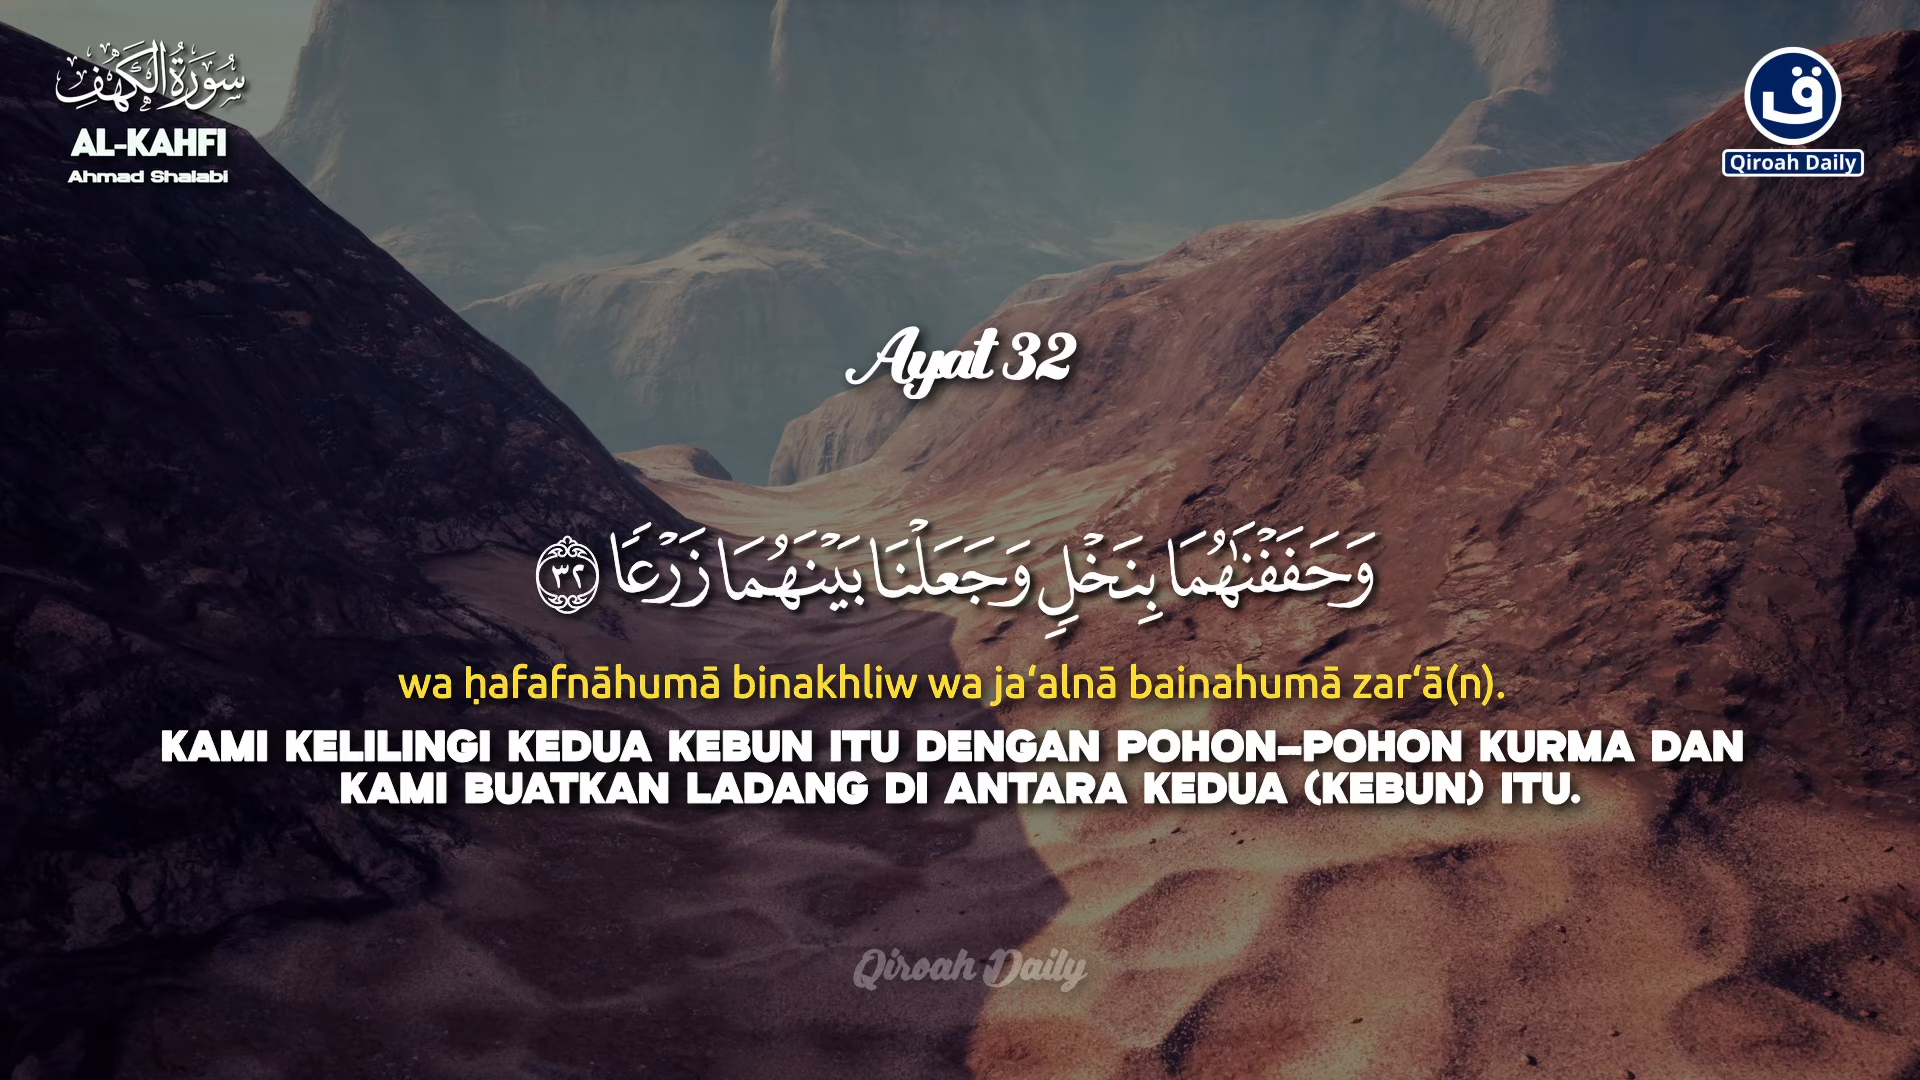 سُورَةُ الْكَهْفِ
AL-KAHFI
Ahmad Shalabi
ق
Qiroah Daily
Ayat 32
وَحَفَفْنٰهُمَا بِنَخْلٍ وَجَعَلْنَا بَيْنَهُمَا زَرْعًا ٣٢
wa ḥafafnāhumā binakhliw wa ja‘alnā bainahumā zar‘ā(n).
KAMI KELILINGI KEDUA KEBUN ITU DENGAN POHON-POHON KURMA DAN
KAMI BUATKAN LADANG DI ANTARA KEDUA (KEBUN) ITU.
Qiroah Daily